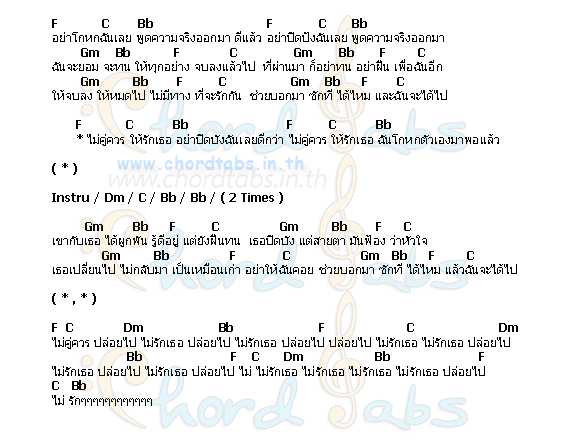 F C Bb F C Bb
อย่าโกหกฉันเลย พูดความจริงออกมา ดีแล้ว อย่าปิดปังฉันเลย พูดความจริงออกมา
Gm Bb F C Gm Bb F C
ฉันจะยอม จะทน ให้ทุกอย่าง จบลงแล้วไป ที่ผ่านมา ก็อย่าทน อย่าฝืน เพื่อฉันอีก
Gm Bb F C Gm Bb F C
ให้จบลง ให้หมดไป ไม่มีทาง ที่จะรักกัน ช่วยบอกมา ซักที ได้ไหม และฉันจะได้ไป
F C Bb F C Bb
* ไม่คู่ควร ให้รักเธอ อย่าปิดบังฉันเลยดีกว่า ไม่คู่ควร ให้รักเธอ ฉันโกหกตัวเองมาพอแล้ว
( * )
www.chordtabs.in.th
Instru / Dm / C / Bb / Bb / ( 2 Times )
Gm Bb F C Gm Bb F C
เขากับเธอ ได้ผูกพัน รู้ดีอยู่ แต่ยังฝืนทน เธอปิดบัง แต่สายตา มันฟ้อง ว่าหัวใจ
Gm Bb F C Gm Bb F C
เธอเปลี่ยนไป ไม่กลับมา เป็นเหมือนเก่า อย่าให้ฉันคอย ช่วยบอกมา ซักที ได้ไหม แล้วฉันจะได้ไป
( * , * )
F C Dm Bb F C Dm
ไม่คู่ควร ปล่อยไป ไม่รักเธอ ปล่อยไป ไม่รักเธอ ปล่อยไป ปล่อยไป ไม่รักเธอ ปล่อยไป ไม่รักเธอ ปล่อยไป
Bb F C Dm Bb F
ไม่รักเธอ ปล่อยไป ไม่รักเธอ ปล่อยไป ไม่ ไม่รักเธอ ไม่รักเธอ ไม่รักเธอ ไม่รักเธอ ปล่อยไป
C Bb
ไม่ รักๆๆๆๆๆๆๆๆๆๆๆๆ
Chord Tabs